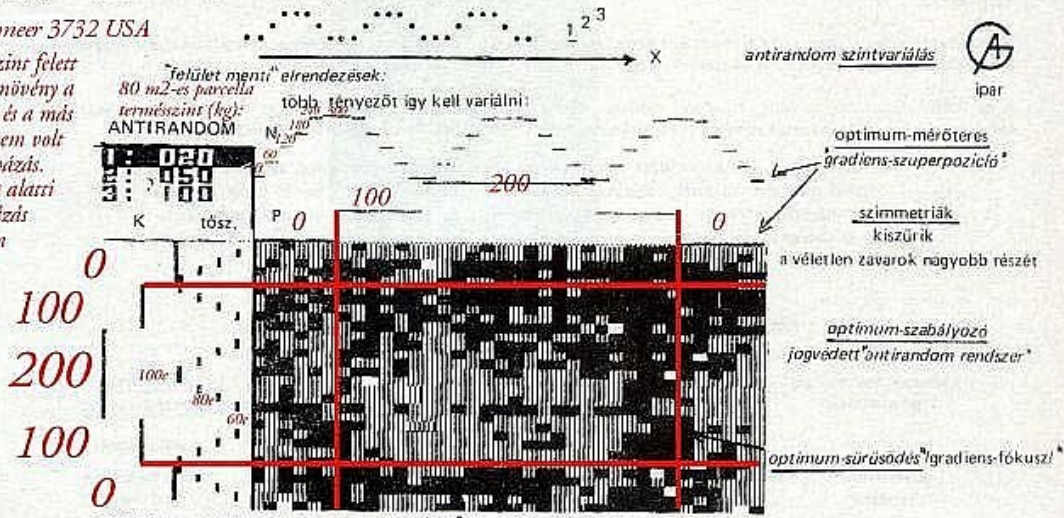 oneer 3732 USA
zint felett
növény a
és a más
em volt
házás.
alatti
ázás
1 2 3
X
antirandom szintvariálás
AG
ipar
"felület menti" elrendezések:
80 m2-es parcella
több tényezőt így kell variálni:
termésszint (kg):
ANTIRANDOM
1: 020
2: 050
3: 100
N
180
120
60
0
optimum-mérőteres
"gradiens-szuperpozíció"
100
200
K
tősz.
P
0
0
szimmetriák
kiszűrik
a véletlen zavarok nagyobb részét
0
100
200
100
0
100e
80e
60e
optimum-szabályozó
jogvédett "antirandom rendszer"
optimum-sűrűsödés "/gradiens-fókusz/"